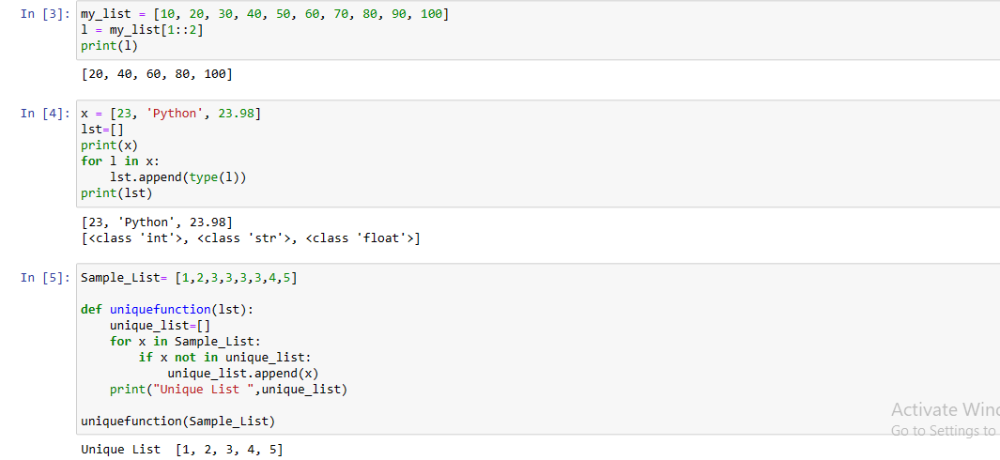 In [3]: my_list = [10, 20, 30, 40, 50, 60, 70, 80, 90, 100]
l = my_list[1::2]
print(l)
[20, 40, 60, 80, 100]
In [4]: x = [23, 'Python', 23.98]
lst=[]
print(x)
for l in x:
    lst.append(type(l))
print(lst)
[23, 'Python', 23.98]
[<class 'int'>, <class 'str'>, <class 'float'>]
In [5]: Sample_List= [1,2,3,3,3,3,4,5]
def uniquefunction(lst):
    unique_list=[]
    for x in Sample_List:
        if x not in unique_list:
            unique_list.append(x)
    print("Unique List ",unique_list)
uniquefunction(Sample_List)
Unique List  [1, 2, 3, 4, 5]
Activate Wind
Go to Settings to